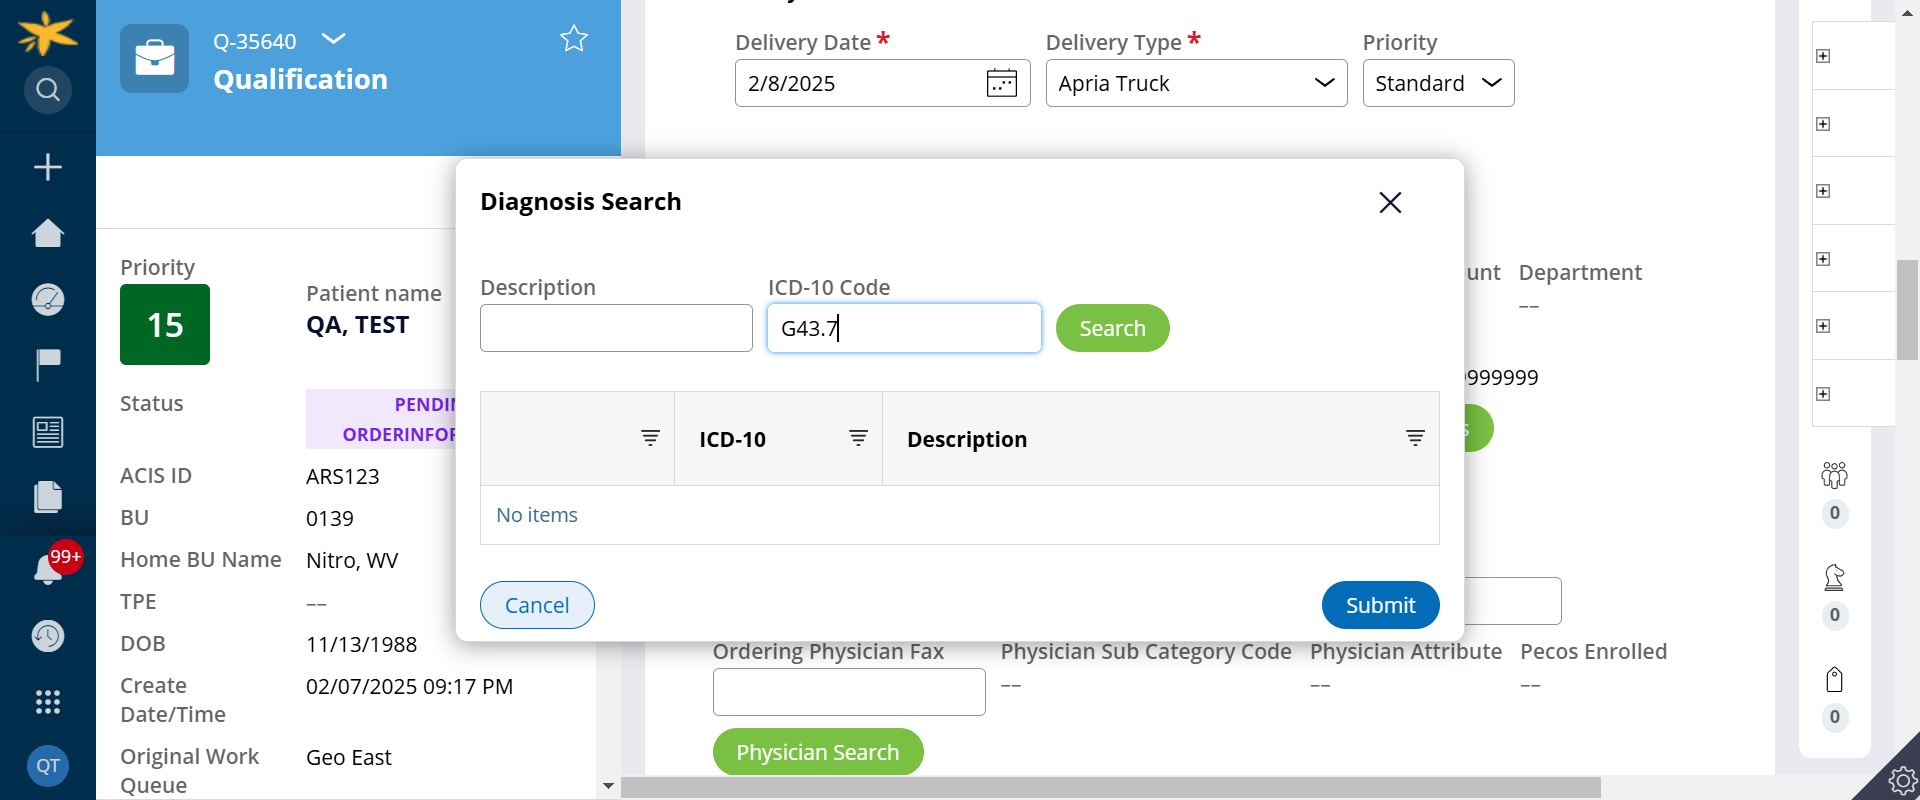 Q-35640
Qualification
Delivery Date *
Delivery Type *
Priority
2/8/2025
Apria Truck
Standard
Diagnosis Search
Description
ICD-10 Code
G43.7
Search
ICD-10
Description
No items
Cancel
Submit
Priority
15
Patient name
QA, TEST
Status
ACIS ID
ARS123
BU
0139
Home BU Name
Nitro, WV
TPE
––
DOB
11/13/1988
Create Date/Time
02/07/2025 09:17 PM
Original Work Queue
Geo East
Department
––
9999999
Ordering Physician Fax
Physician Sub Category Code
––
Physician Attribute
––
Pecos Enrolled
––
Physician Search
99+
QT
0
0
0